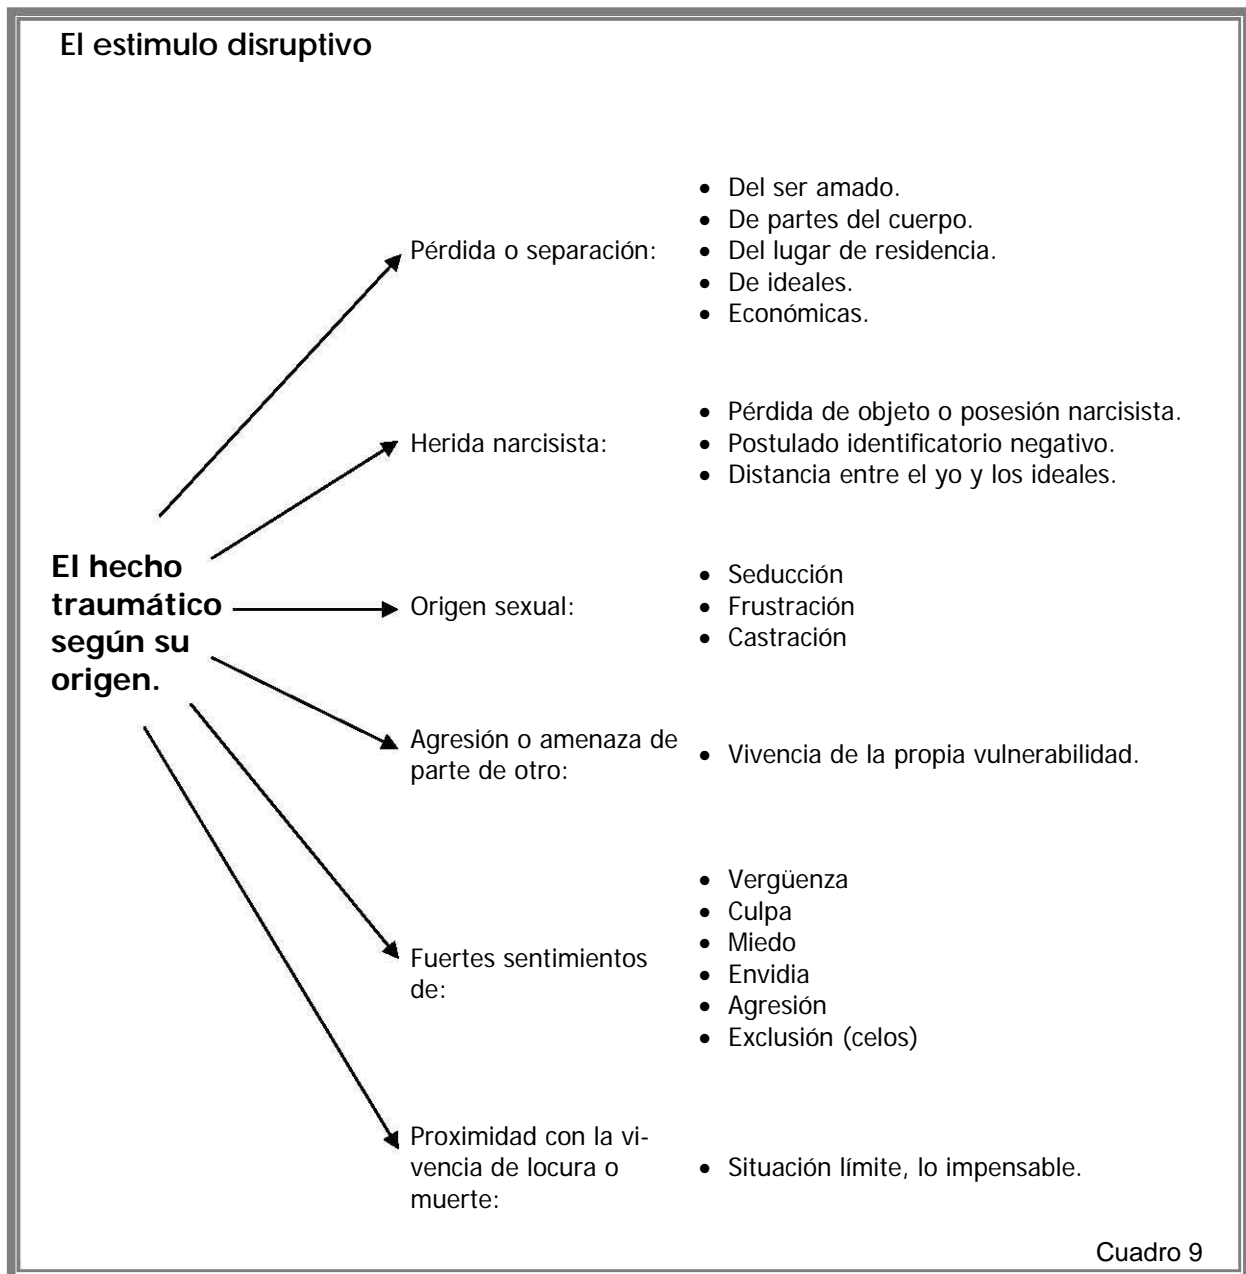 El estimulo disruptivo
Pérdida o separación:
• Del ser amado.
• De partes del cuerpo.
• Del lugar de residencia.
• De ideales.
• Económicas.
Herida narcisista:
• Pérdida de objeto o posesión narcisista.
• Postulado identificatorio negativo.
• Distancia entre el yo y los ideales.
El hecho
traumático
según su
origen.
Origen sexual:
• Seducción
• Frustración
• Castración
Agresión o amenaza de
parte de otro:
• Vivencia de la propia vulnerabilidad.
Fuertes sentimientos
de:
• Vergüenza
• Culpa
• Miedo
• Envidia
• Agresión
• Exclusión (celos)
Proximidad con la vi-
vencia de locura o
muerte:
• Situación límite, lo impensable.
Cuadro 9